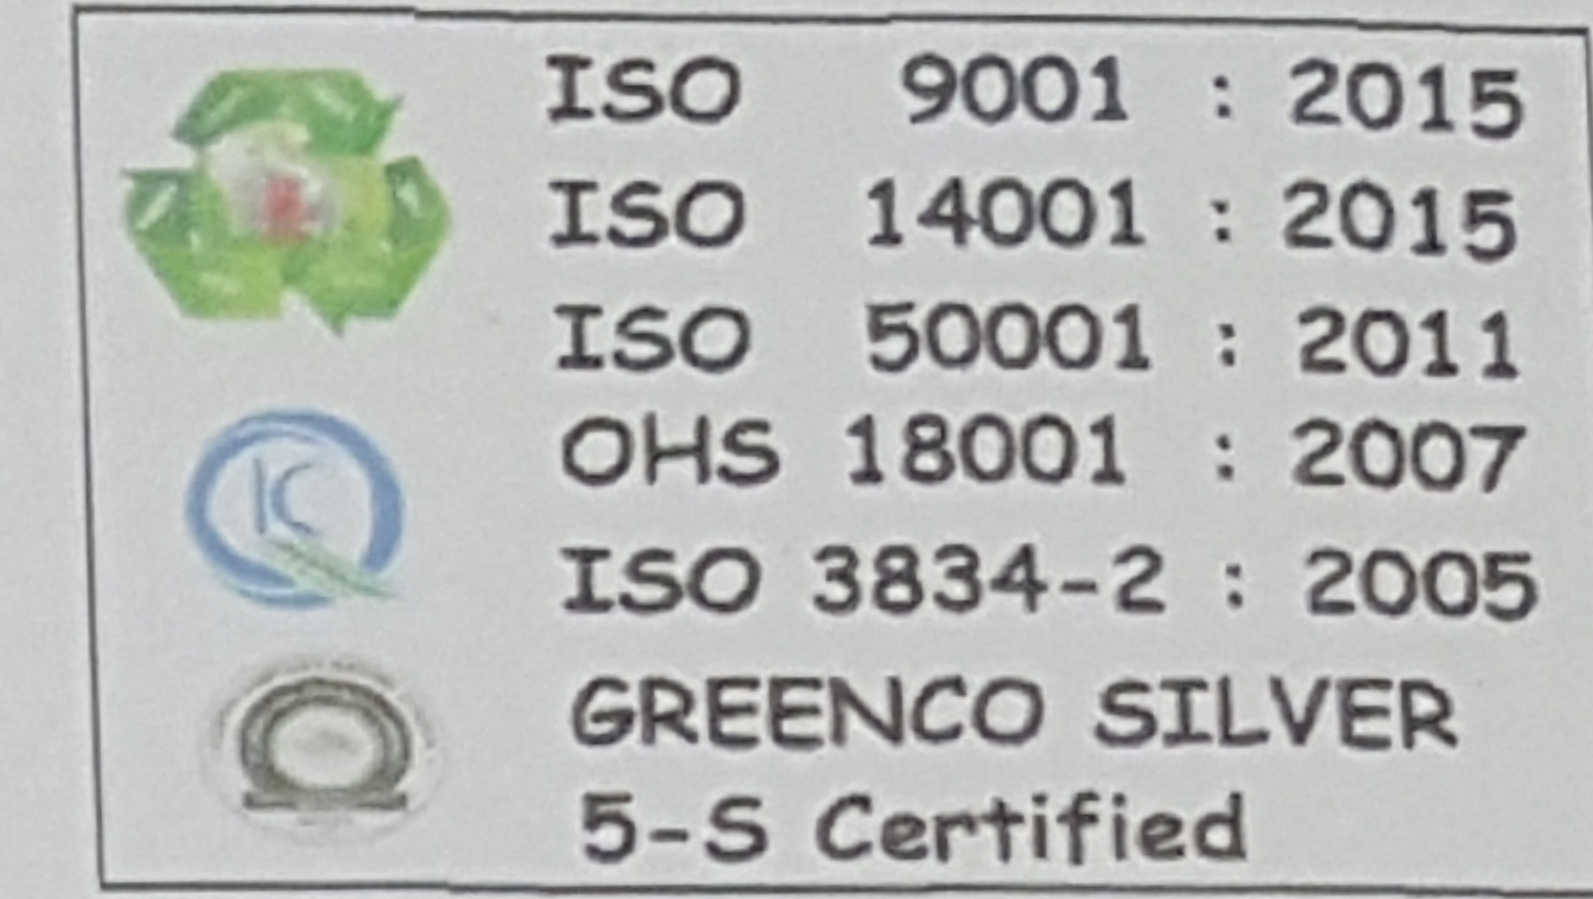 ISO 9001 : 2015
ISO 14001 : 2015
ISO 50001 : 2011
OHS 18001 : 2007
ISO 3834-2 : 2005
GREENCO SILVER
5-S Certified